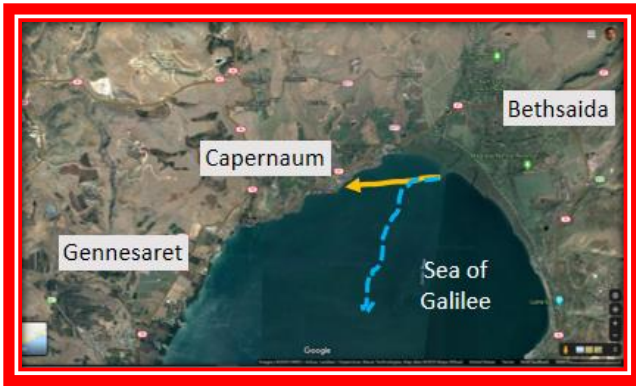 Bethsaida
Capernaum
Gennesaret
Sea of
Galilee
Google